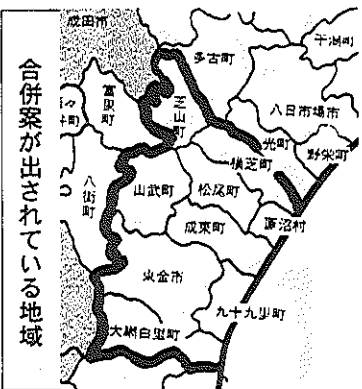 合併案が出されている地域
成田市
多古町
干潟町
富里町
芝山町
八日市場市
光町
野栄町
横芝町
八街町
山武町
松尾町
蓮沼村
成東町
東金市
九十九里町
大網白里町